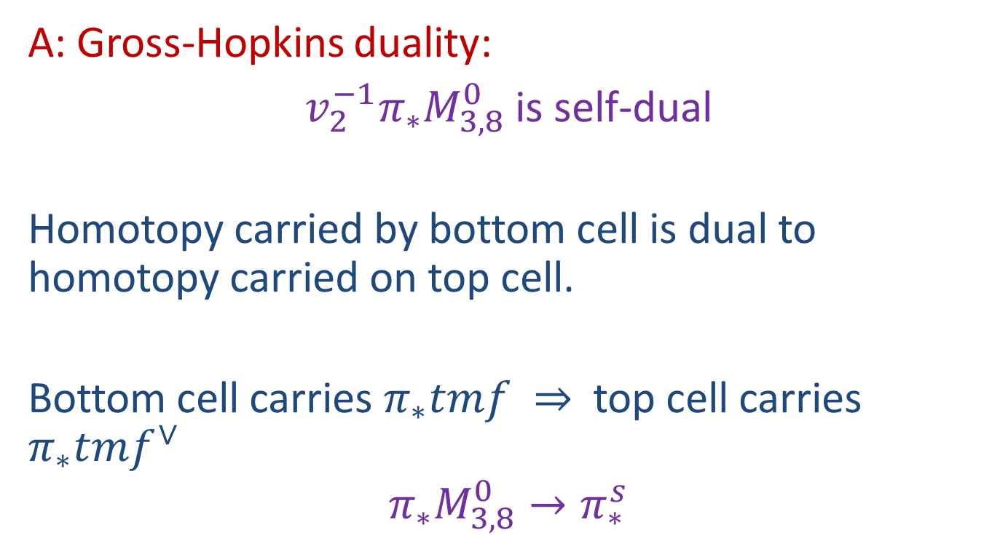 A: Gross-Hopkins duality:
$v_2^{-1}\pi_* M_{3,8}^0$ is self-dual
Homotopy carried by bottom cell is dual to
homotopy carried on top cell.
Bottom cell carries $\pi_* tmf$ ⇒ top cell carries
$\pi_* tmf^\vee$
$\pi_* M_{3,8}^0 \to \pi_*^s$